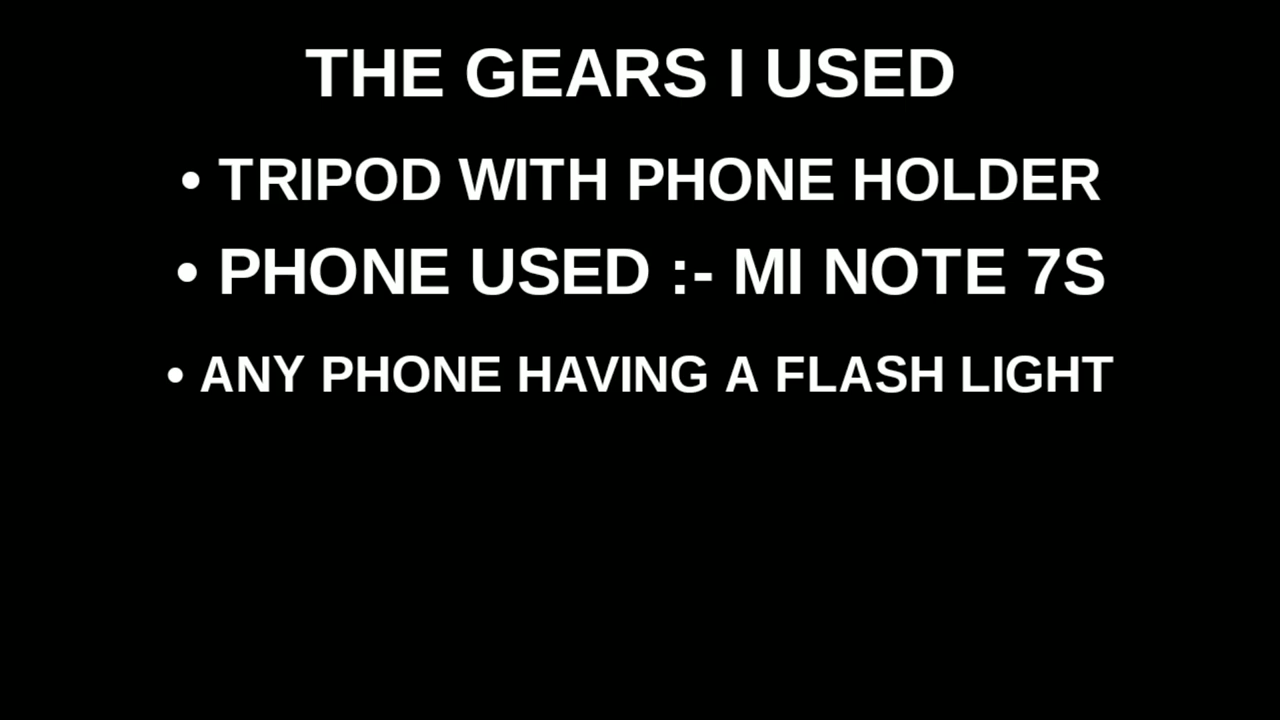 THE GEARS I USED
• TRIPOD WITH PHONE HOLDER
• PHONE USED :- MI NOTE 7S
• ANY PHONE HAVING A FLASH LIGHT